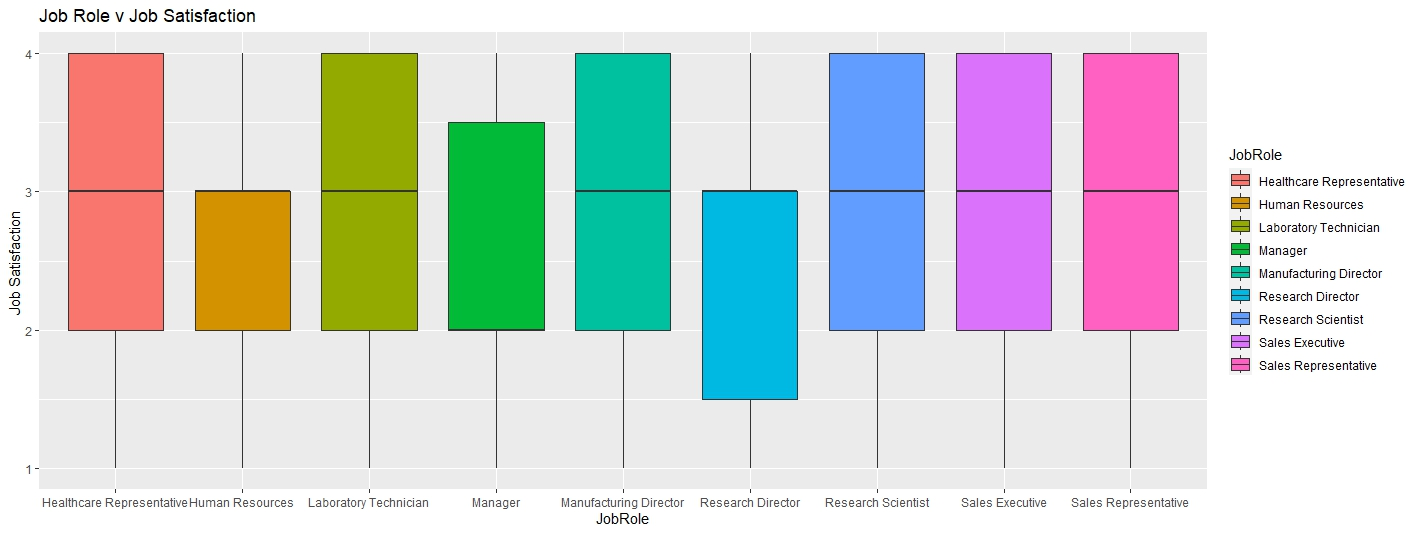 Job Role v Job Satisfaction
4
3
2
1
Job Satisfaction
Healthcare Representative
Human Resources
Laboratory Technician
Manager
Manufacturing Director
Research Director
Research Scientist
Sales Executive
Sales Representative
JobRole
JobRole
Healthcare Representative
Human Resources
Laboratory Technician
Manager
Manufacturing Director
Research Director
Research Scientist
Sales Executive
Sales Representative